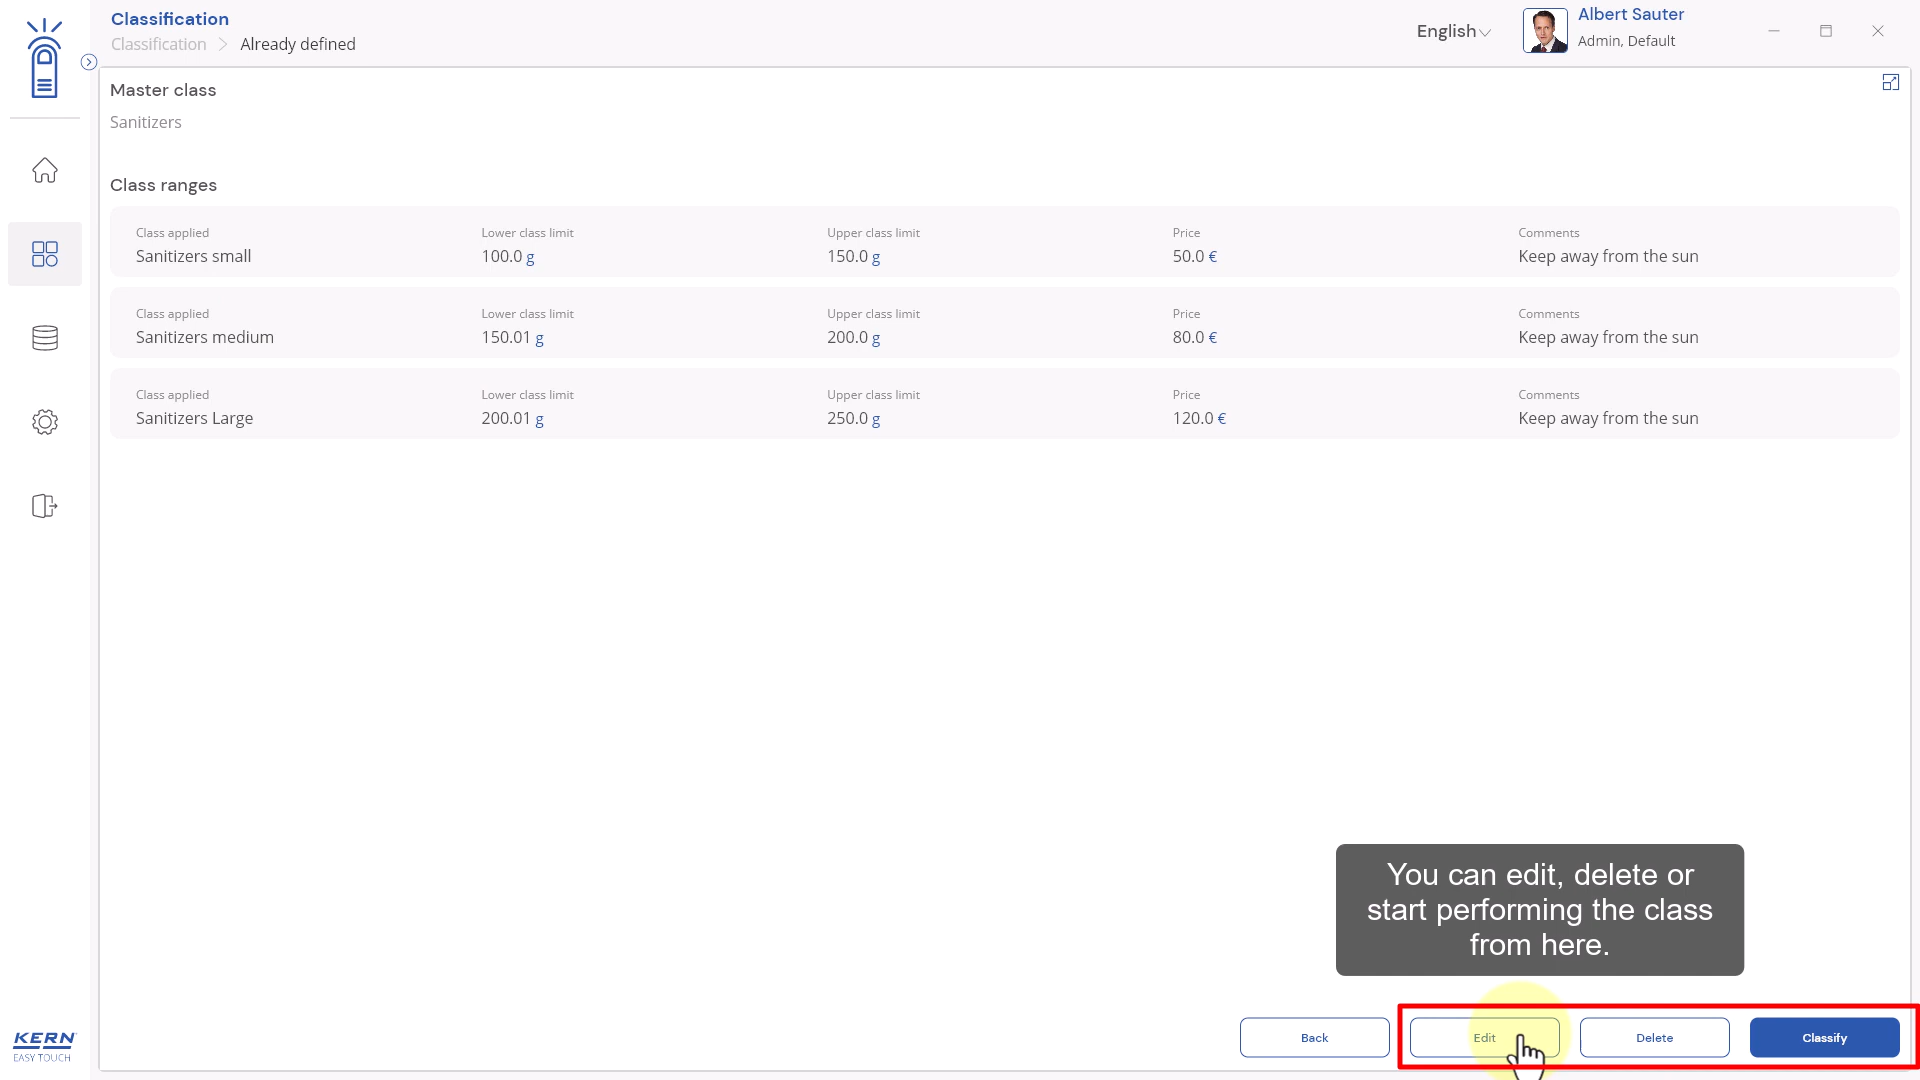 Classification
Classification > Already defined
English
Albert Sauter
Admin, Default
Master class
Sanitizers
Class ranges
Class applied Lower class limit Upper class limit Price Comments
Sanitizers small 100.0 g 150.0 g 50.0 € Keep away from the sun
Class applied Lower class limit Upper class limit Price Comments
Sanitizers medium 150.01 g 200.0 g 80.0 € Keep away from the sun
Class applied Lower class limit Upper class limit Price Comments
Sanitizers Large 200.01 g 250.0 g 120.0 € Keep away from the sun
You can edit, delete or
start performing the class
from here.
Back Edit Delete Classify
KERN
EASY TOUCH